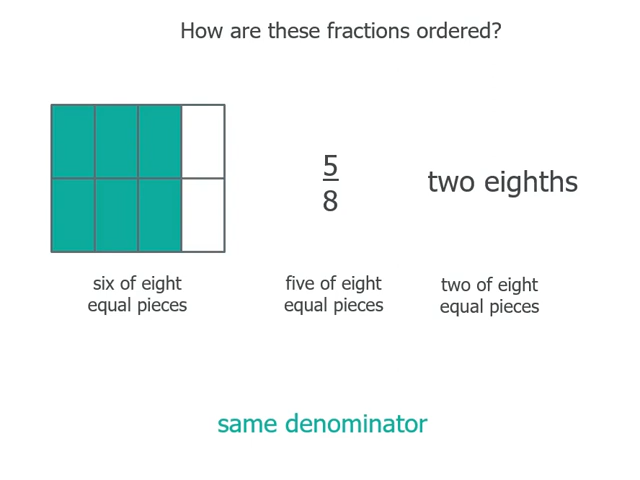 How are these fractions ordered?
5
8
two eighths
six of eight
equal pieces
five of eight
equal pieces
two of eight
equal pieces
same denominator